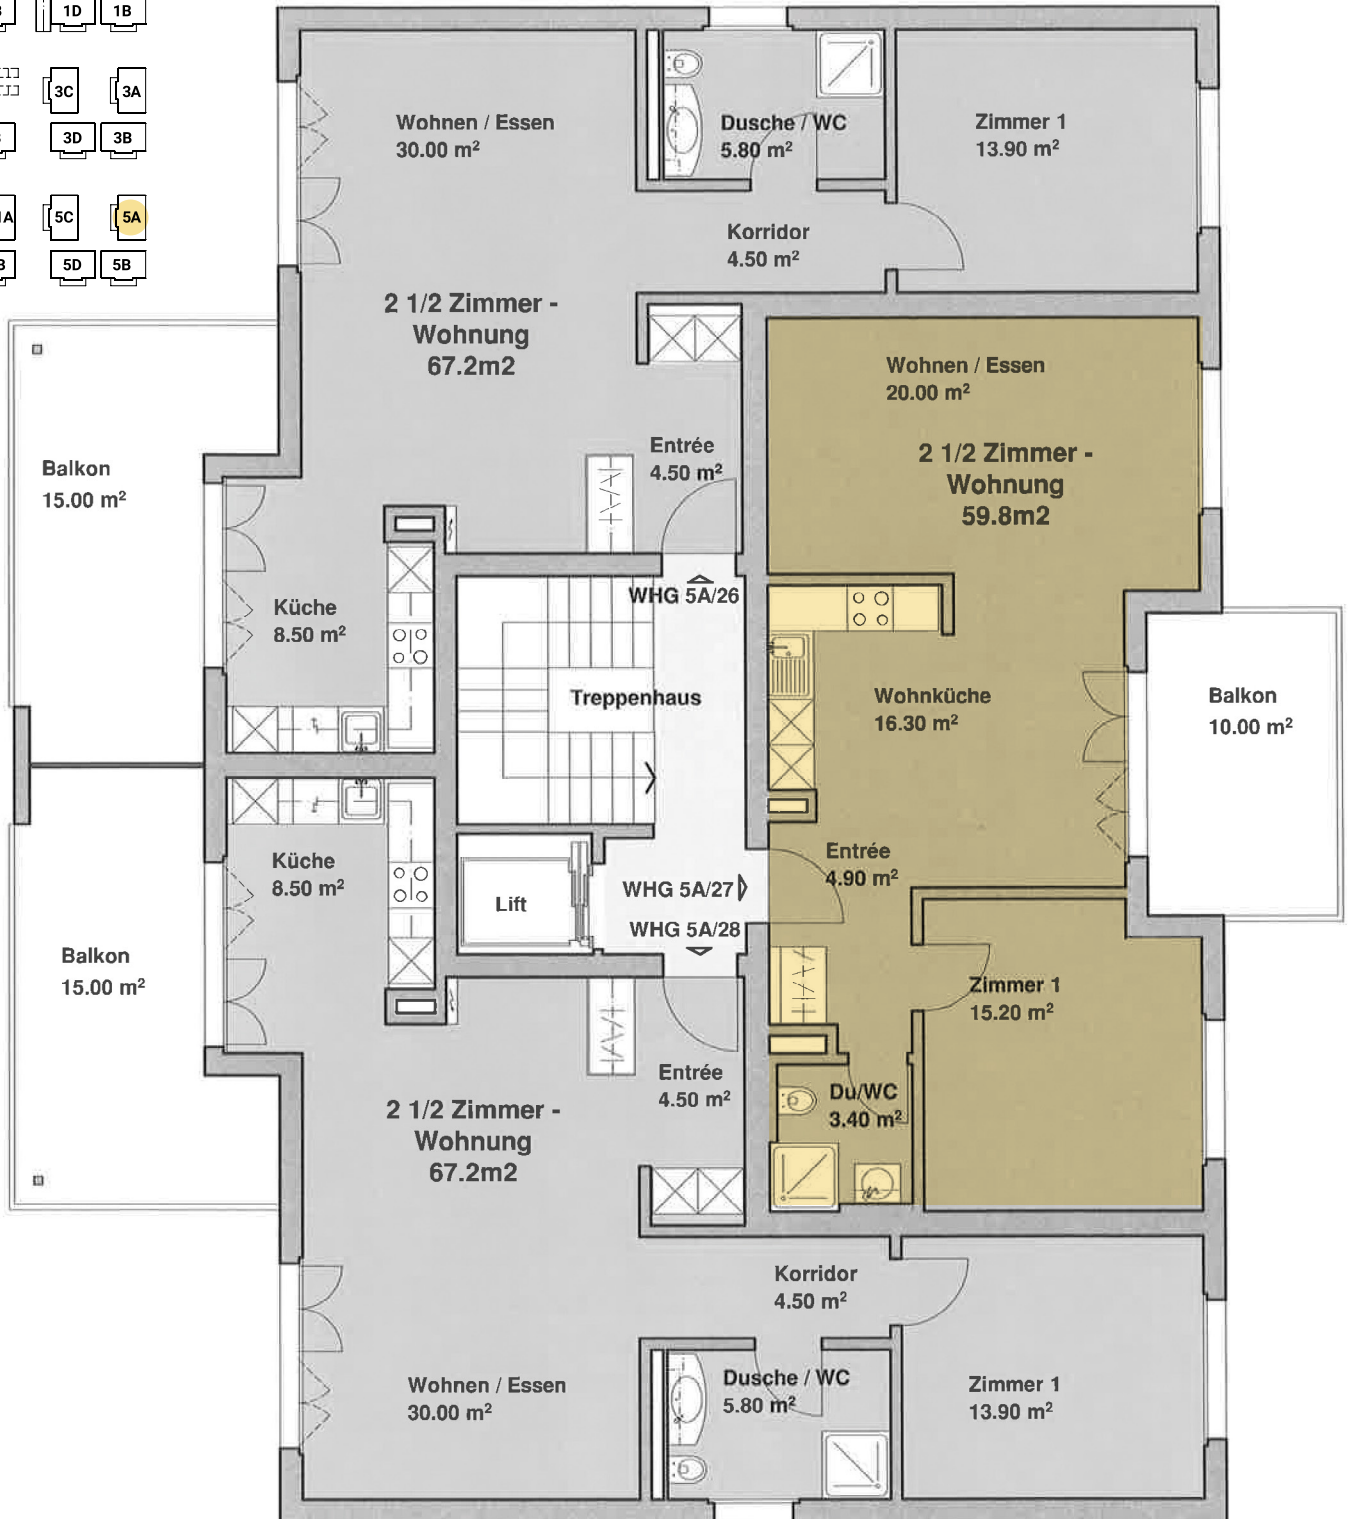 1D
1B
3C
3A
3D
3B
5C
5A
5D
5B
Wohnen / Essen
30.00 m²
Dusche / WC
5.80 m²
Zimmer 1
13.90 m²
Korridor
4.50 m²
2 1/2 Zimmer -
Wohnung
67.2m2
Wohnen / Essen
20.00 m²
Entrée
4.50 m²
2 1/2 Zimmer -
Wohnung
59.8m2
Balkon
15.00 m²
WHG 5A/26
Küche
8.50 m²
Treppenhaus
Wohnküche
16.30 m²
Balkon
10.00 m²
Küche
8.50 m²
Entrée
4.90 m²
Lift
WHG 5A/27
WHG 5A/28
Balkon
15.00 m²
Zimmer 1
15.20 m²
Entrée
4.50 m²
Du/WC
3.40 m²
2 1/2 Zimmer -
Wohnung
67.2m2
Korridor
4.50 m²
Wohnen / Essen
30.00 m²
Dusche / WC
5.80 m²
Zimmer 1
13.90 m²